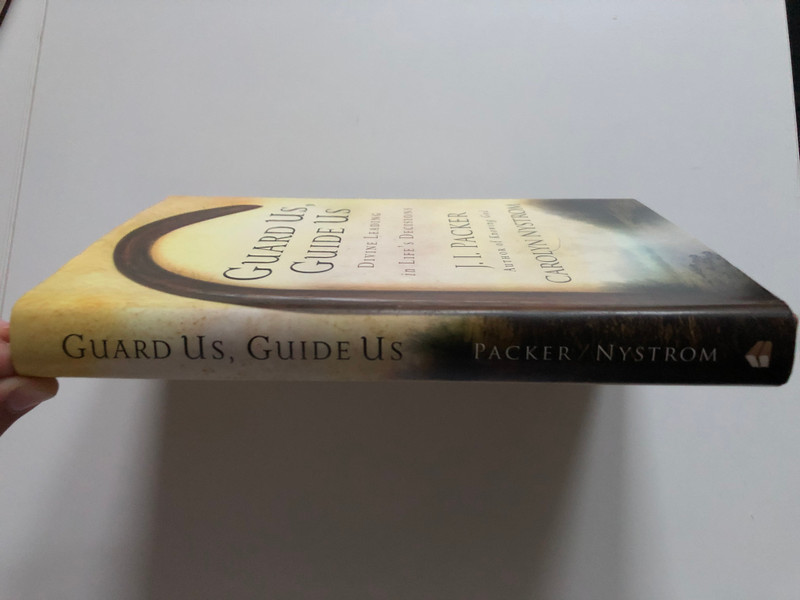 GUARD US,
GUIDE US
DIVINE LEADING
in LIFE'S DECISIONS
J. I. PACKER
Author of Knowing God
CAROLYN NYSTROM
GUARD US, GUIDE US PACKER / NYSTROM